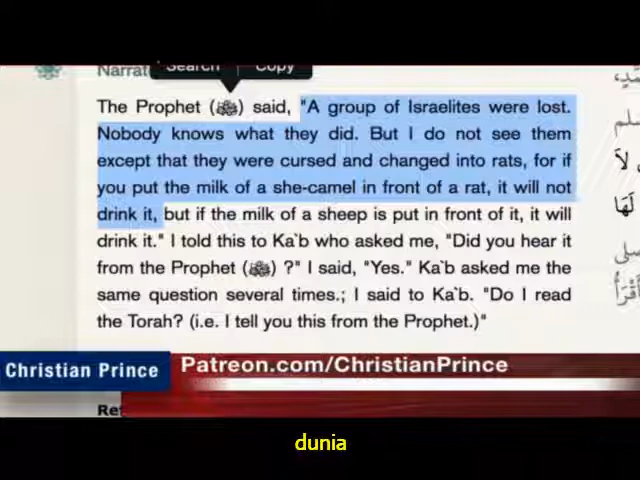 Search Copy
The Prophet (ﷺ) said, "A group of Israelites were lost.
Nobody knows what they did. But I do not see them
except that they were cursed and changed into rats, for if
you put the milk of a she-camel in front of a rat, it will not
drink it, but if the milk of a sheep is put in front of it, it will
drink it." I told this to Ka`b who asked me, "Did you hear it
from the Prophet (ﷺ) ?" I said, "Yes." Ka`b asked me the
same question several times.; I said to Ka`b. "Do I read
the Torah? (i.e. I tell you this from the Prophet.)"
Christian Prince
Patreon.com/ChristianPrince
dunia